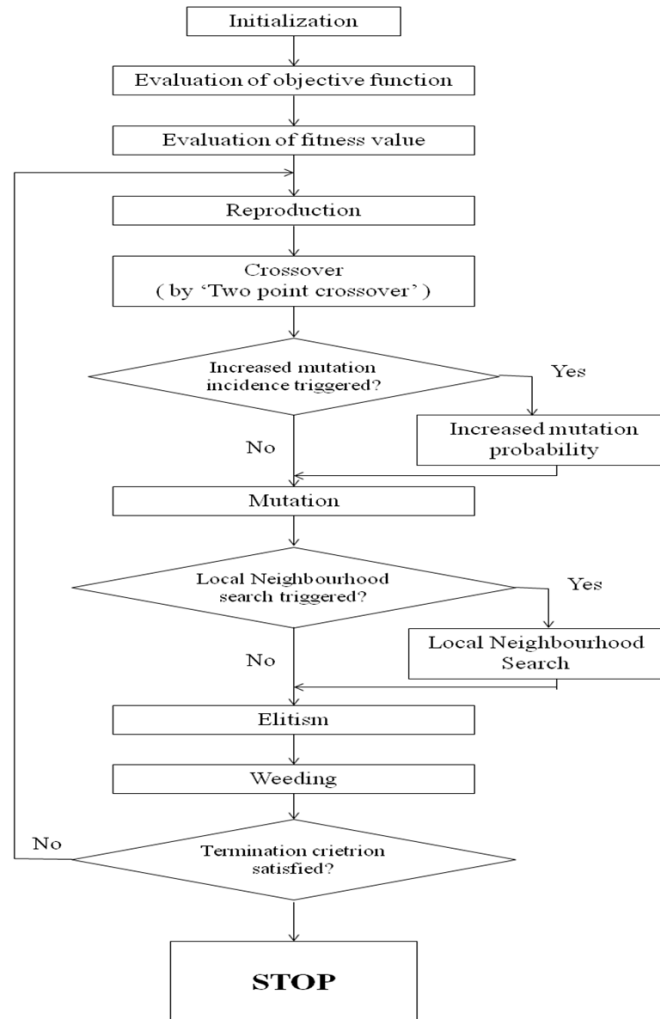 Initialization
Evaluation of objective function
Evaluation of fitness value
Reproduction
Crossover
( by ‘Two point crossover’ )
Increased mutation
incidence triggered?
Yes
Increased mutation
probability
No
Mutation
Local Neighbourhood
search triggered?
Yes
Local Neighbourhood
Search
No
Elitism
Weeding
No
Termination crietrion
satisfied?
STOP